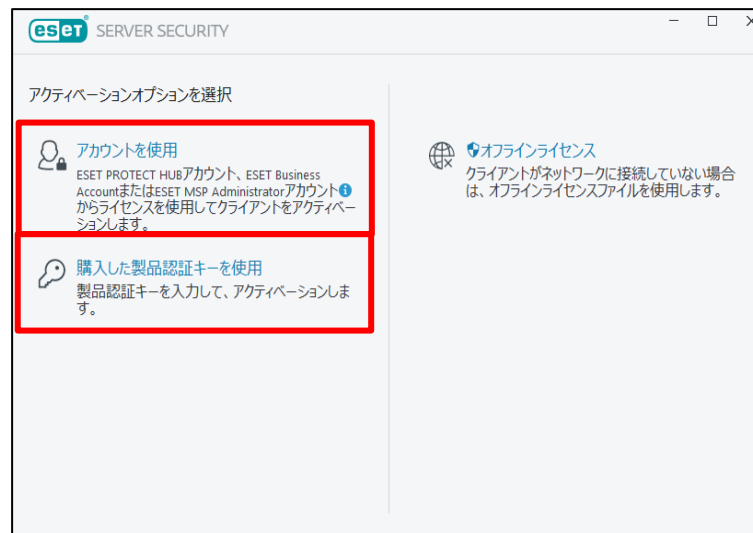 eset SERVER SECURITY
アクティベーションオプションを選択
アカウントを使用
ESET PROTECT HUBアカウント、ESET Business
AccountまたはESET MSP Administratorアカウント
からライセンスを使用してクライアントをアクティベー
ションします。
購入した製品認証キーを使用
製品認証キーを入力して、アクティベーションしま
す。
オフラインライセンス
クライアントがネットワークに接続していない場合
は、オフラインライセンスファイルを使用します。